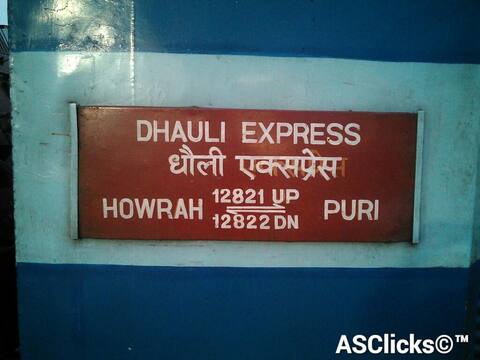 DHAULI EXPRESS
धौली एक्सप्रेस
HOWRAH 12821 UP PURI
12822 DN
ASClicks©™